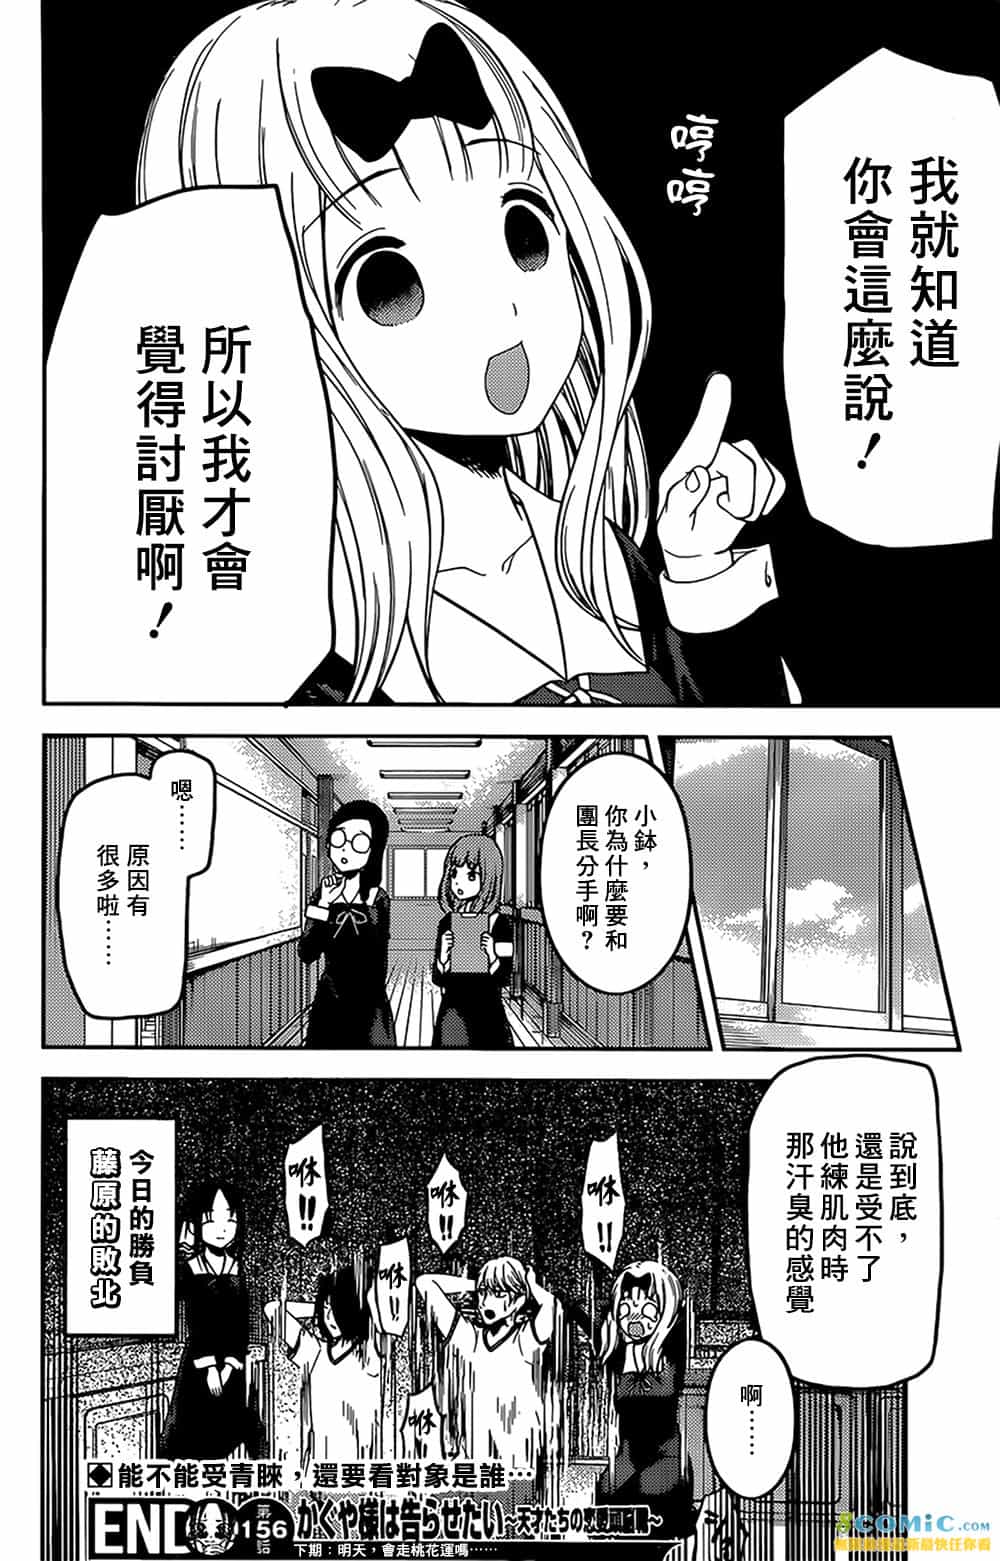 我就知道
你會這麼說！
哼
哼
所以我才會
覺得討厭啊！
小缽，
你為什麼要和
團長分手啊？
嗯……
原因有
很多啦……
說到底，
還是受不了
他練肌肉時
那汗臭的感覺
啊……
咻!!
咻!!
咻!!
咻!!
咻!!
今日的勝負
藤原的敗北
◆能不能受青睞，還要看對象是誰…
END
第156話
かぐや様は告らせたい
～天才たちの恋愛頭脳戦～
下期：明天，會走桃花運嗎……
COMIC.com